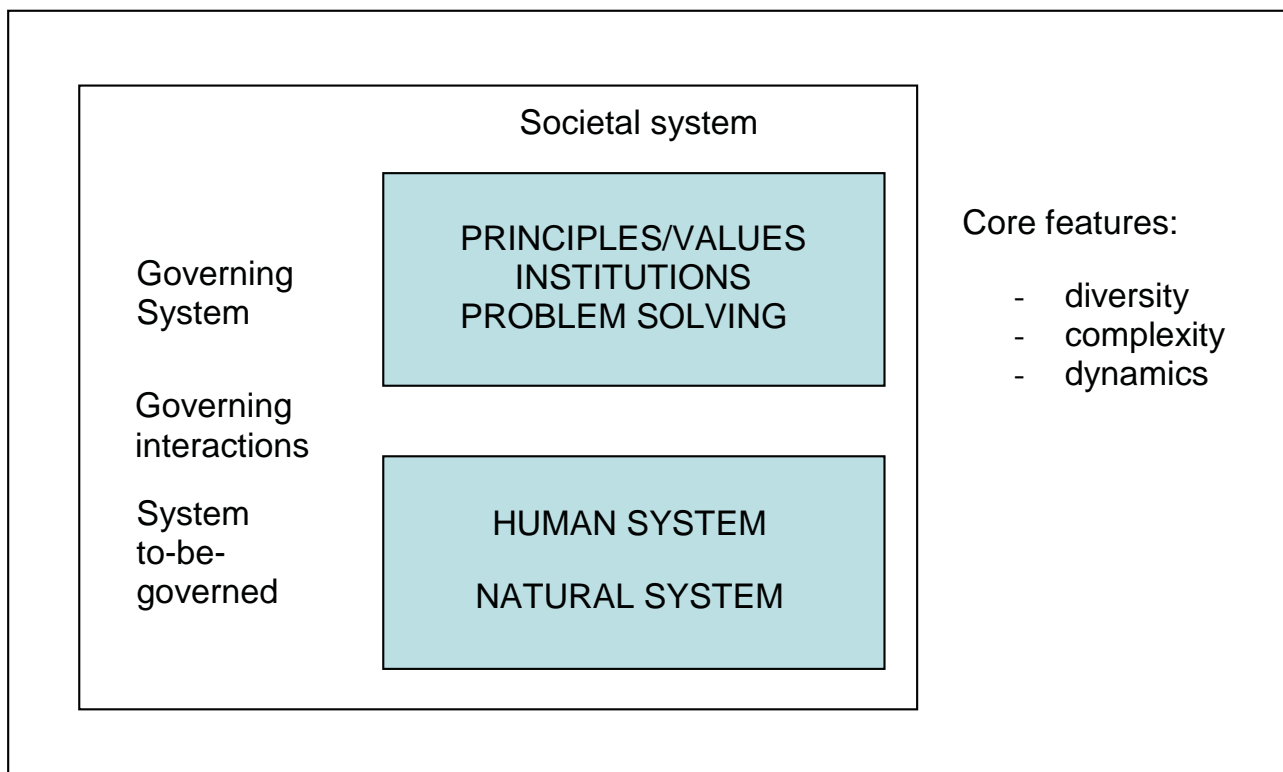 Societal system
Governing
System
PRINCIPLES/VALUES
INSTITUTIONS
PROBLEM SOLVING
Governing
interactions
System
to-be-
governed
HUMAN SYSTEM
NATURAL SYSTEM
Core features:
- diversity
- complexity
- dynamics